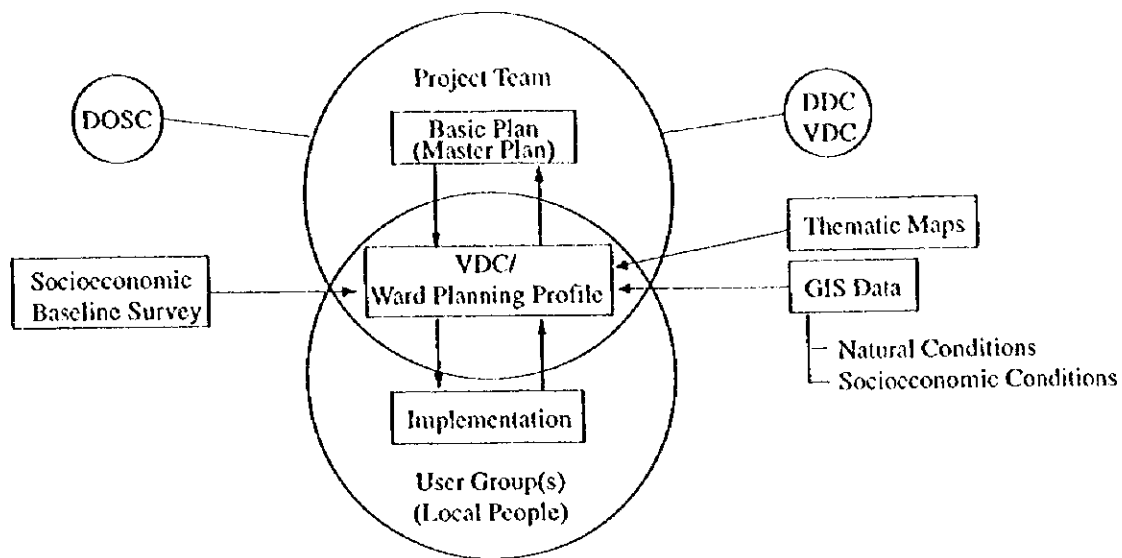 Project Team
DOSC
DDC
VDC
Basic Plan
(Master Plan)
Thematic Maps
VDC/
Ward Planning Profile
Socioeconomic
Baseline Survey
GIS Data
Natural Conditions
Socioeconomic Conditions
Implementation
User Group(s)
(Local People)